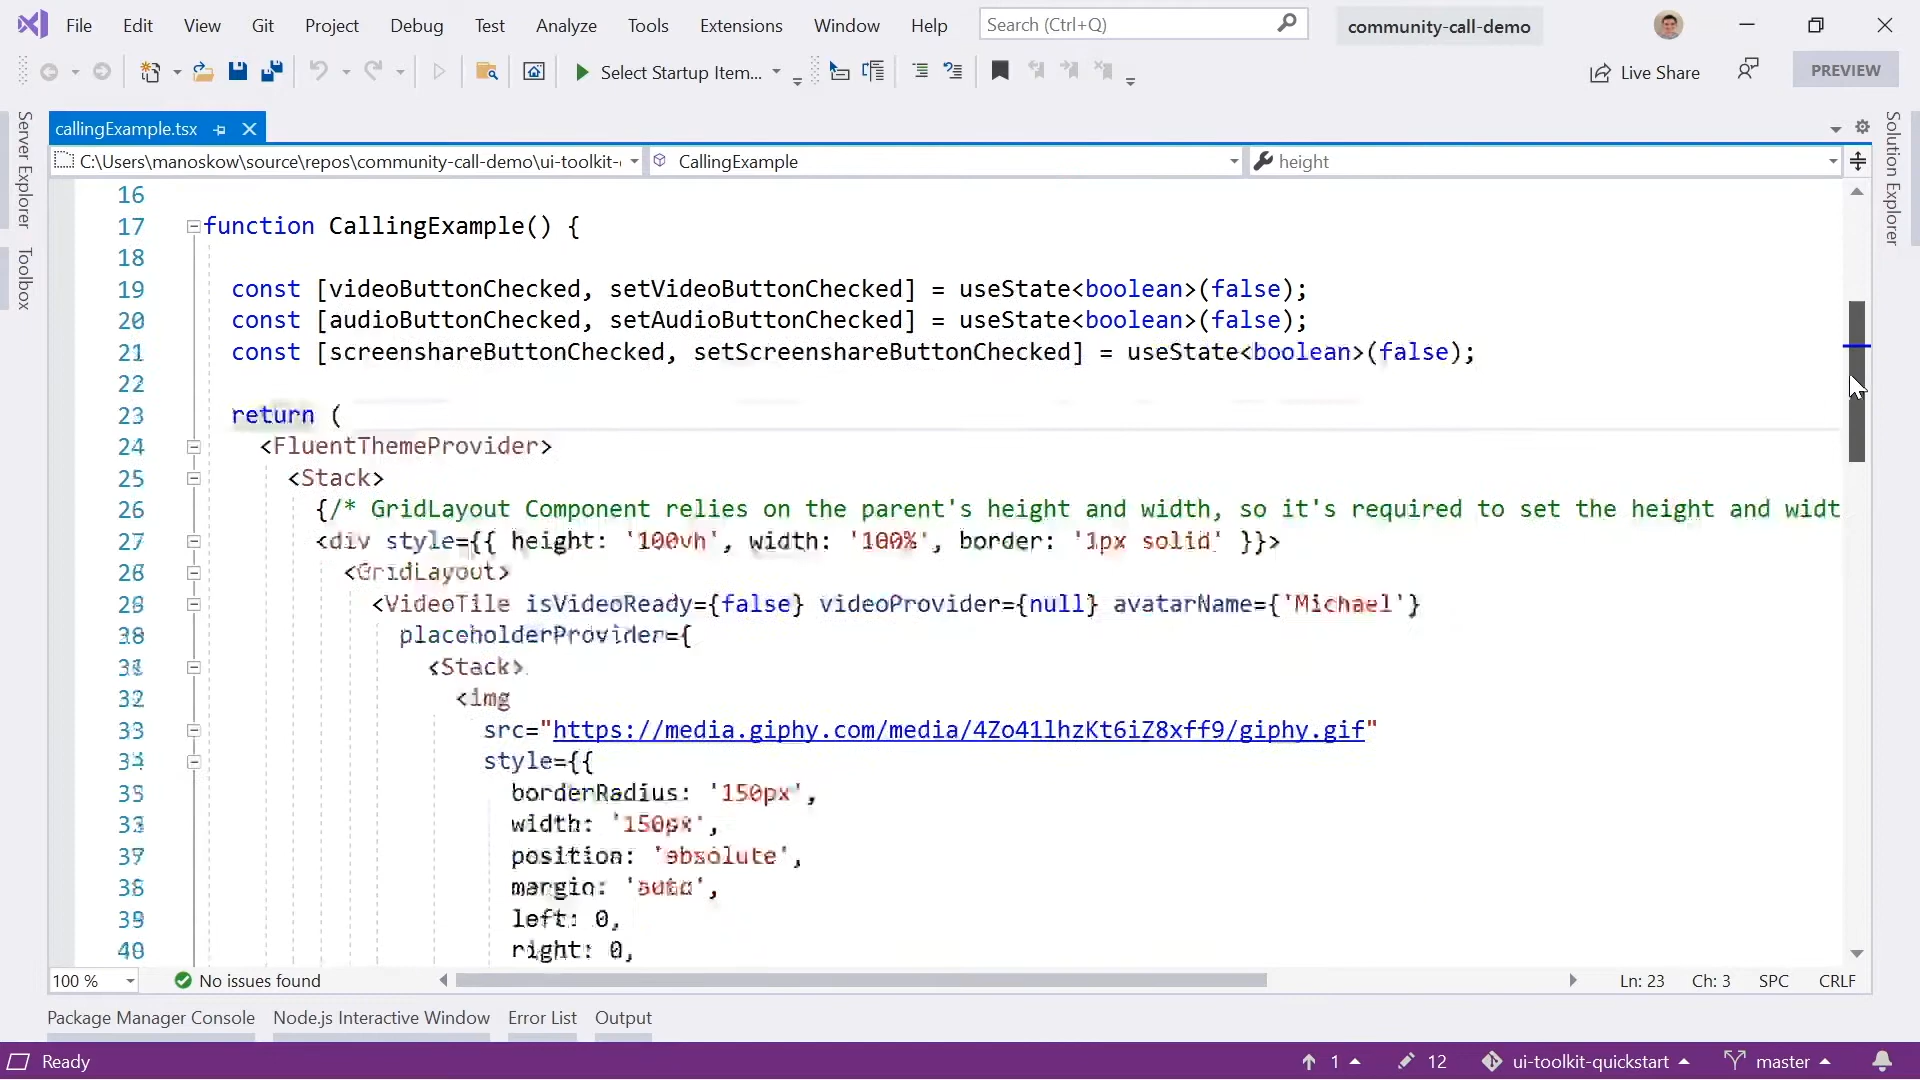 File Edit View Git Project Debug Test Analyze Tools Extensions Window Help Search (Ctrl+Q) community-call-demo
Select Startup Item... Live Share PREVIEW
Server Explorer
Toolbox
callingExample.tsx
C:\Users\manoskow\source\repos\community-call-demo\ui-toolkit- CallingExample height
16
17 function CallingExample() {
18
19 const [videoButtonChecked, setVideoButtonChecked] = useState<boolean>(false);
20 const [audioButtonChecked, setAudioButtonChecked] = useState<boolean>(false);
21 const [screenshareButtonChecked, setScreenshareButtonChecked] = useState<boolean>(false);
22
23 return (
24 <FluentThemeProvider>
25 <Stack>
26 {/* GridLayout Component relies on the parent's height and width, so it's required to set the height and widt
27 <div style={{ height: '100vh', width: '100%', border: '1px solid' }}>
<GridLayout>
<VideoTile isVideoReady={false} videoProvider={null} avatarName={'Michael'}
placeholderProvider={
<Stack>
32 <img
33 src="https://media.giphy.com/media/4Zo41lhzKt6iZ8xff9/giphy.gif"
style={{
borderRadius: '150px',
width: '150px',
37 position: 'absolute',
38 margin: 'auto',
39 left: 0,
40 right: 0,
Solution Explorer
100 % No issues found Ln: 23 Ch: 3 SPC CRLF
Package Manager Console Node.js Interactive Window Error List Output
Ready 1 12 ui-toolkit-quickstart master